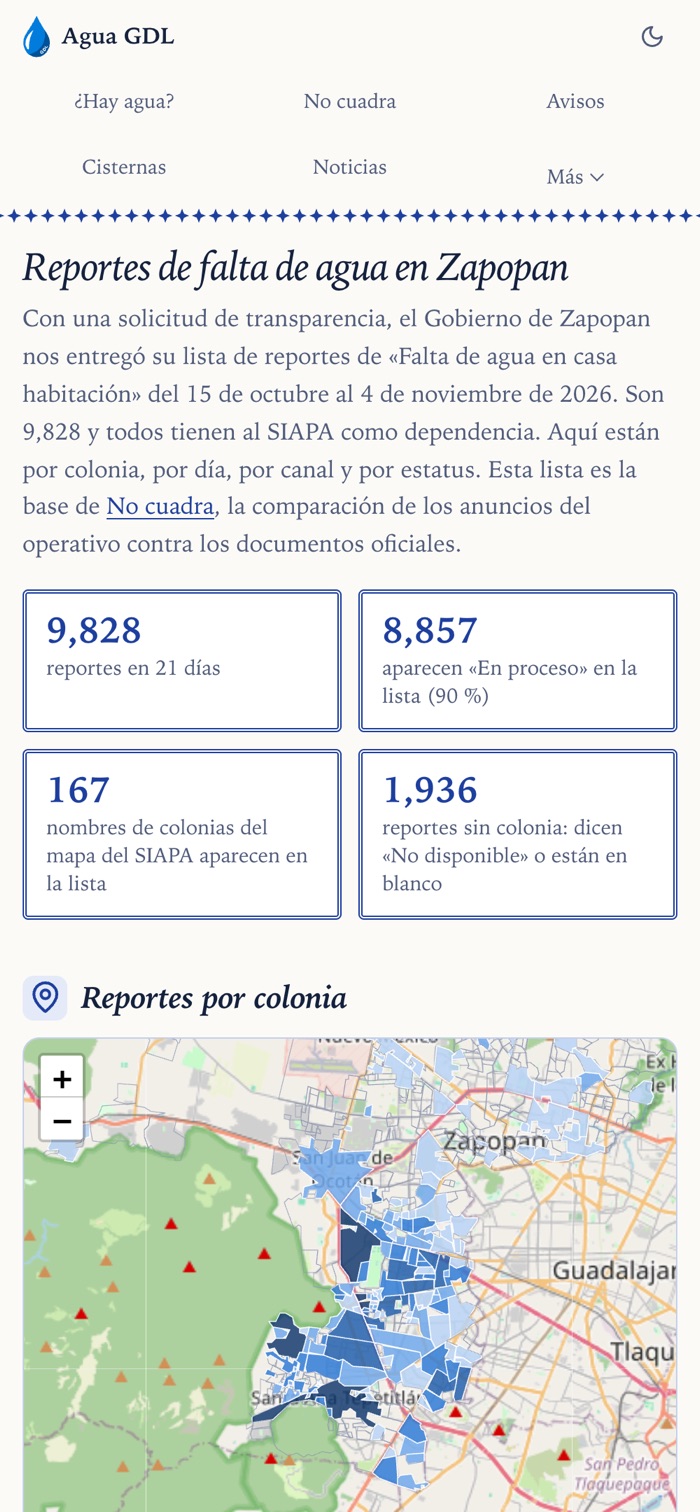 Agua GDL
¿Hay agua?
No cuadra
Avisos
Cisternas
Noticias
Más
Reportes de falta de agua en Zapopan
Con una solicitud de transparencia, el Gobierno de Zapopan
nos entregó su lista de reportes de «Falta de agua en casa
habitación» del 15 de octubre al 4 de noviembre de 2026. Son
9,828 y todos tienen al SIAPA como dependencia. Aquí están
por colonia, por día, por canal y por estatus. Esta lista es la
base de No cuadra, la comparación de los anuncios del
operativo contra los documentos oficiales.
9,828
reportes en 21 días
8,857
aparecen «En proceso» en la
lista (90 %)
167
nombres de colonias del
mapa del SIAPA aparecen en
la lista
1,936
reportes sin colonia: dicen
«No disponible» o están en
blanco
Reportes por colonia
+
−
Zapopan
San Juan de
Ocotán
Guadalajar
Tlaqu
San Pedro
Tlaquepaque